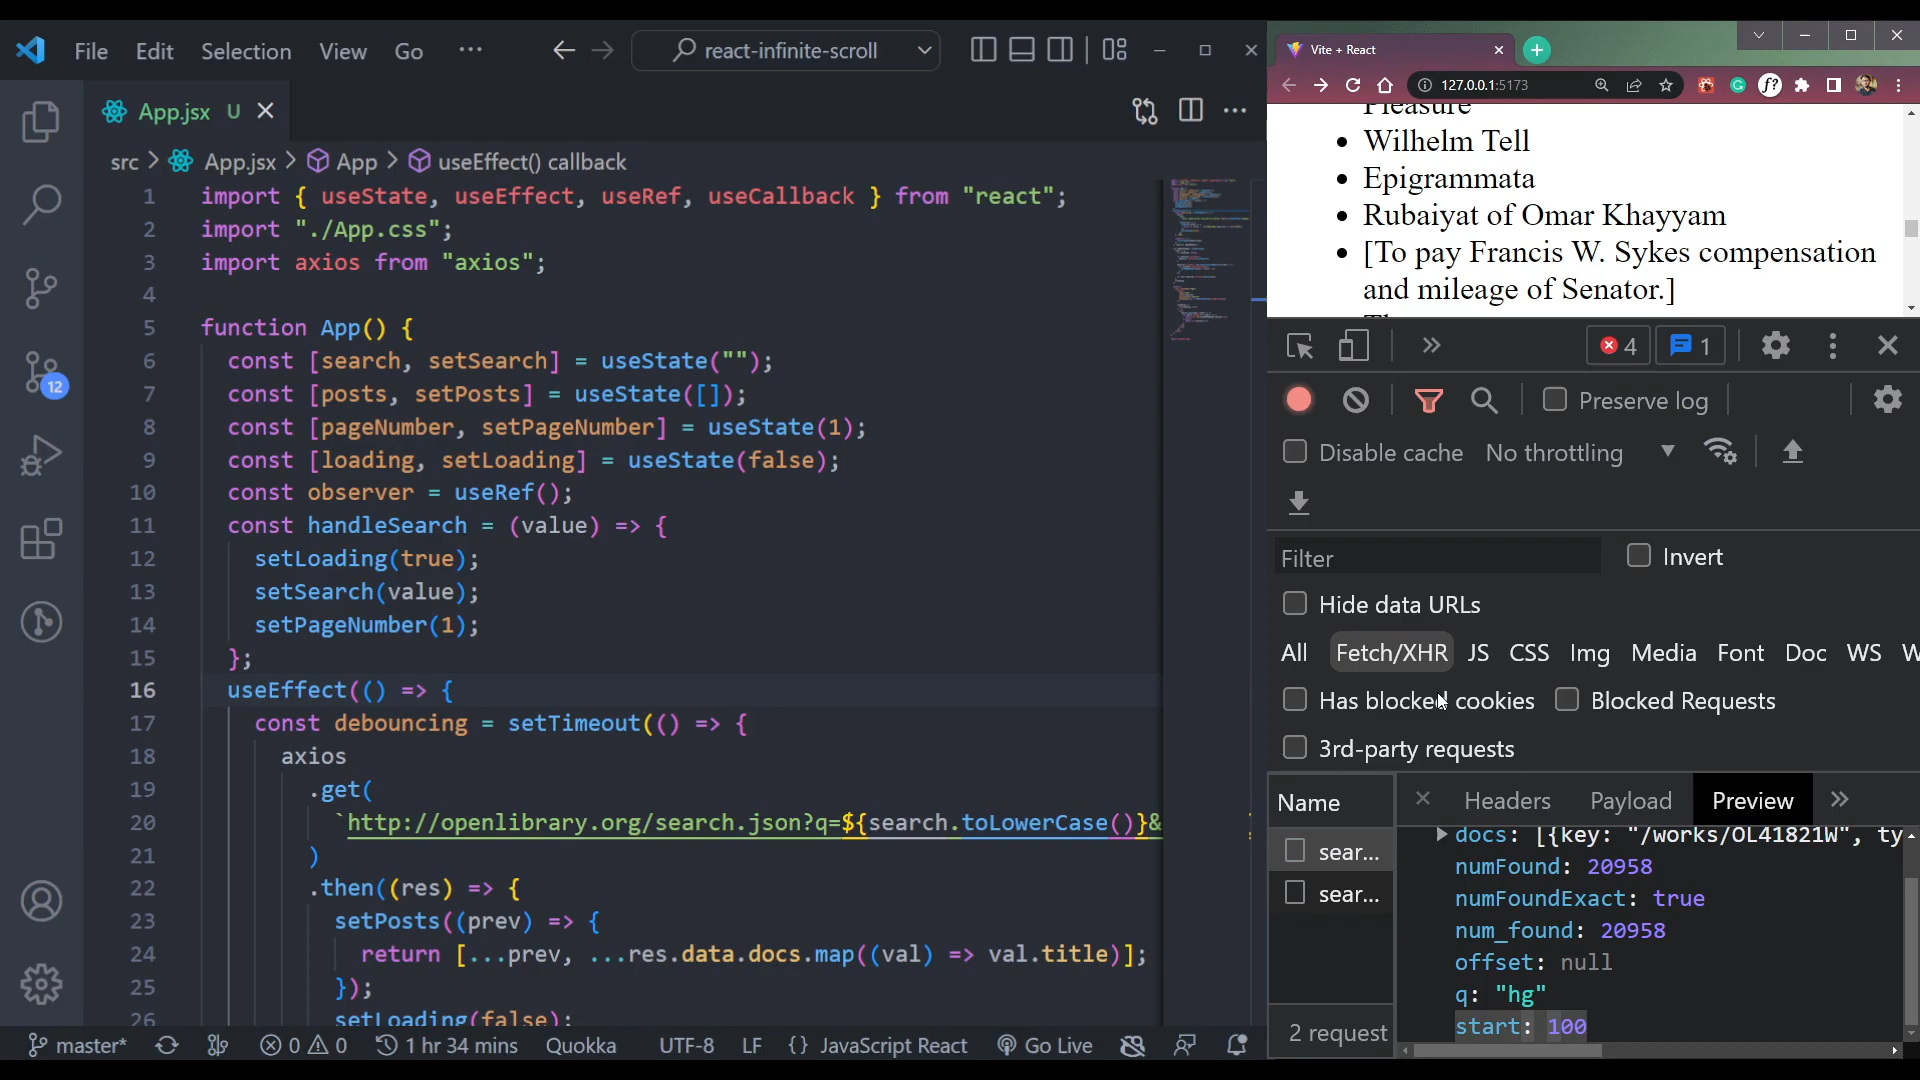 File Edit Selection View Go ... react-infinite-scroll
App.jsx U
src > App.jsx > App > useEffect() callback
1 import { useState, useEffect, useRef, useCallback } from "react";
2 import "./App.css";
3 import axios from "axios";
4
5 function App() {
6 const [search, setSearch] = useState("");
7 const [posts, setPosts] = useState([]);
8 const [pageNumber, setPageNumber] = useState(1);
9 const [loading, setLoading] = useState(false);
10 const observer = useRef();
11 const handleSearch = (value) => {
12 setLoading(true);
13 setSearch(value);
14 setPageNumber(1);
15 };
16 useEffect(() => {
17 const debouncing = setTimeout(() => {
18 axios
19 .get(
20 `http://openlibrary.org/search.json?q=${search.toLowerCase()}&
21 )
22 .then((res) => {
23 setPosts((prev) => {
24 return [...prev, ...res.data.docs.map((val) => val.title)];
25 });
26 setLoading(false);
master* 12 0 0 1 hr 34 mins Quokka UTF-8 LF {} JavaScript React Go Live
Vite + React
127.0.0.1:5173
Pleasure
• Wilhelm Tell
• Epigrammata
• Rubaiyat of Omar Khayyam
• [To pay Francis W. Sykes compensation
and mileage of Senator.]
4 1
Preserve log
Disable cache No throttling
Filter Invert
Hide data URLs
All Fetch/XHR JS CSS Img Media Font Doc WS W
Has blocked cookies Blocked Requests
3rd-party requests
Name Headers Payload Preview
sear...
sear...
docs: [{key: "/works/OL41821W", ty
numFound: 20958
numFoundExact: true
num_found: 20958
offset: null
q: "hg"
start: 100
2 request